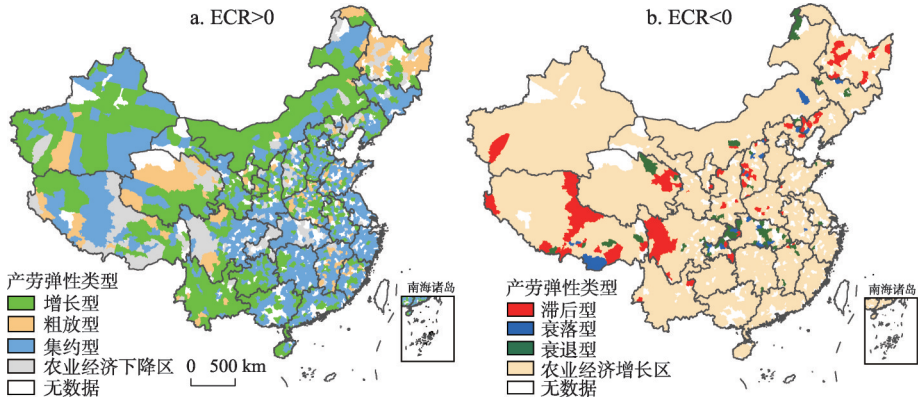 a. ECR>0
产劳弹性类型
增长型
粗放型
集约型
农业经济下降区
无数据
0 500 km
南海诸岛
b. ECR<0
产劳弹性类型
滞后型
衰落型
衰退型
农业经济增长区
无数据
南海诸岛